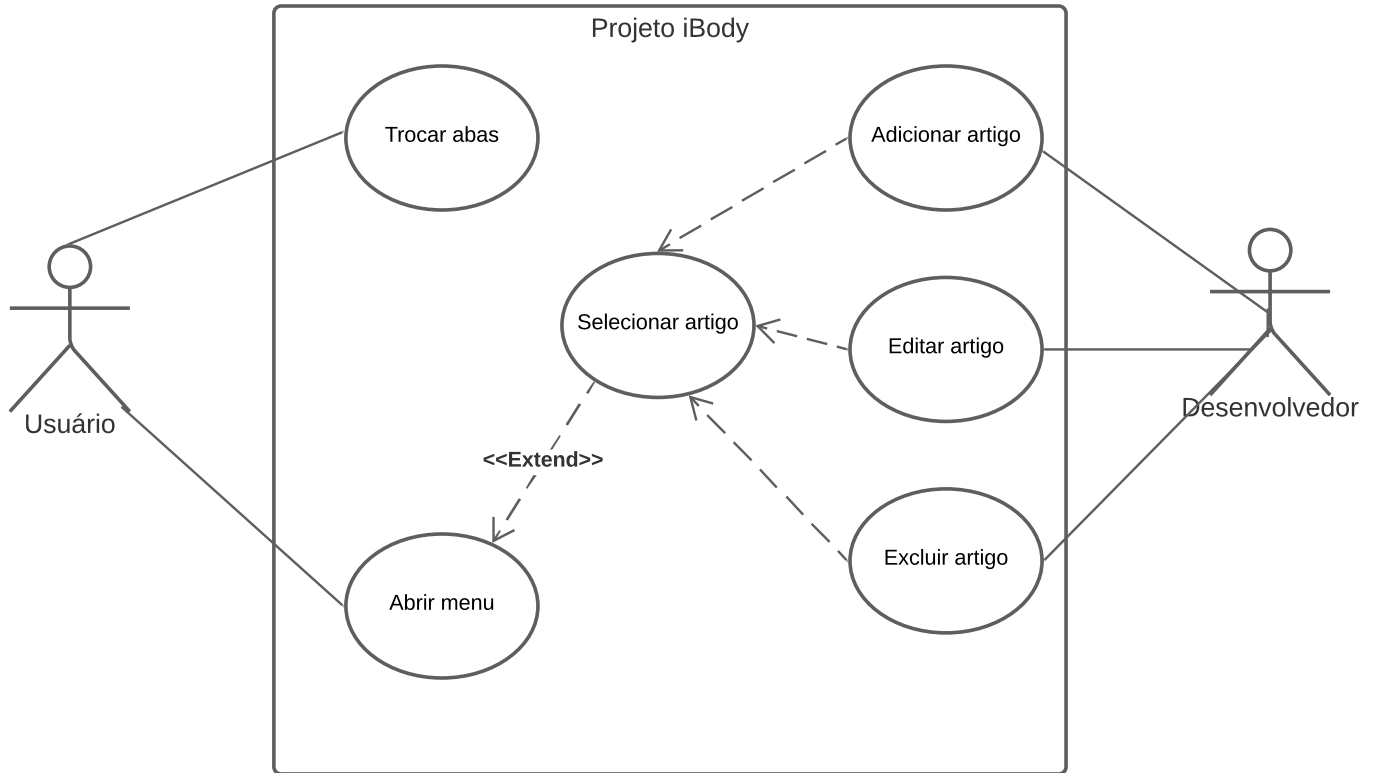 Projeto iBody
Trocar abas
Adicionar artigo
Selecionar artigo
Editar artigo
Usuário
Desenvolvedor
<<Extend>>
Excluir artigo
Abrir menu